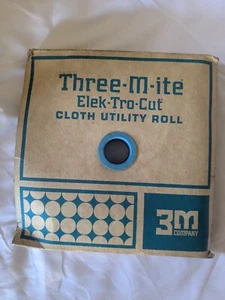 Three-M-ite
Elek-Tro-Cut
CLOTH UTILITY ROLL
3M
COMPANY